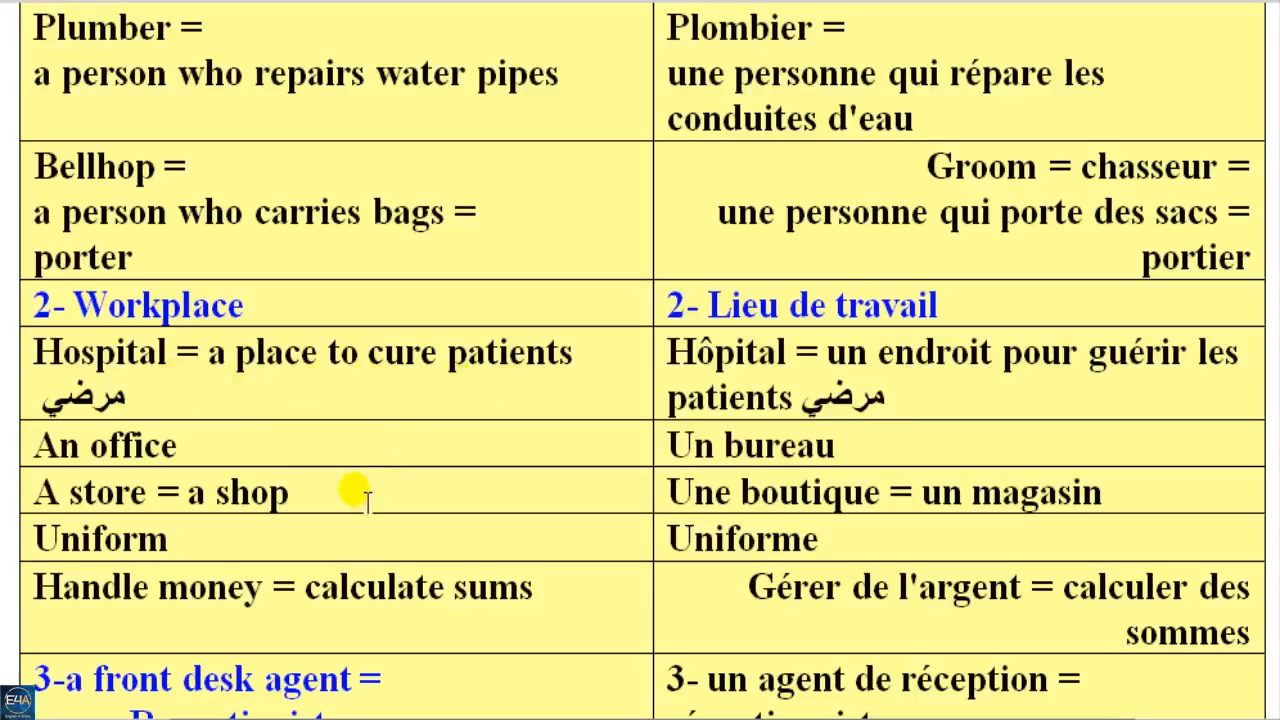 Plumber =
a person who repairs water pipes
Plombier =
une personne qui répare les
conduites d'eau
Bellhop =
a person who carries bags =
porter
Groom = chasseur =
une personne qui porte des sacs =
portier
2- Workplace
2- Lieu de travail
Hospital = a place to cure patients
مرضي
Hôpital = un endroit pour guérir les
patients مرضي
An office
Un bureau
A store = a shop
Une boutique = un magasin
Uniform
Uniforme
Handle money = calculate sums
Gérer de l'argent = calculer des
sommes
3-a front desk agent =
3- un agent de réception =
E4A